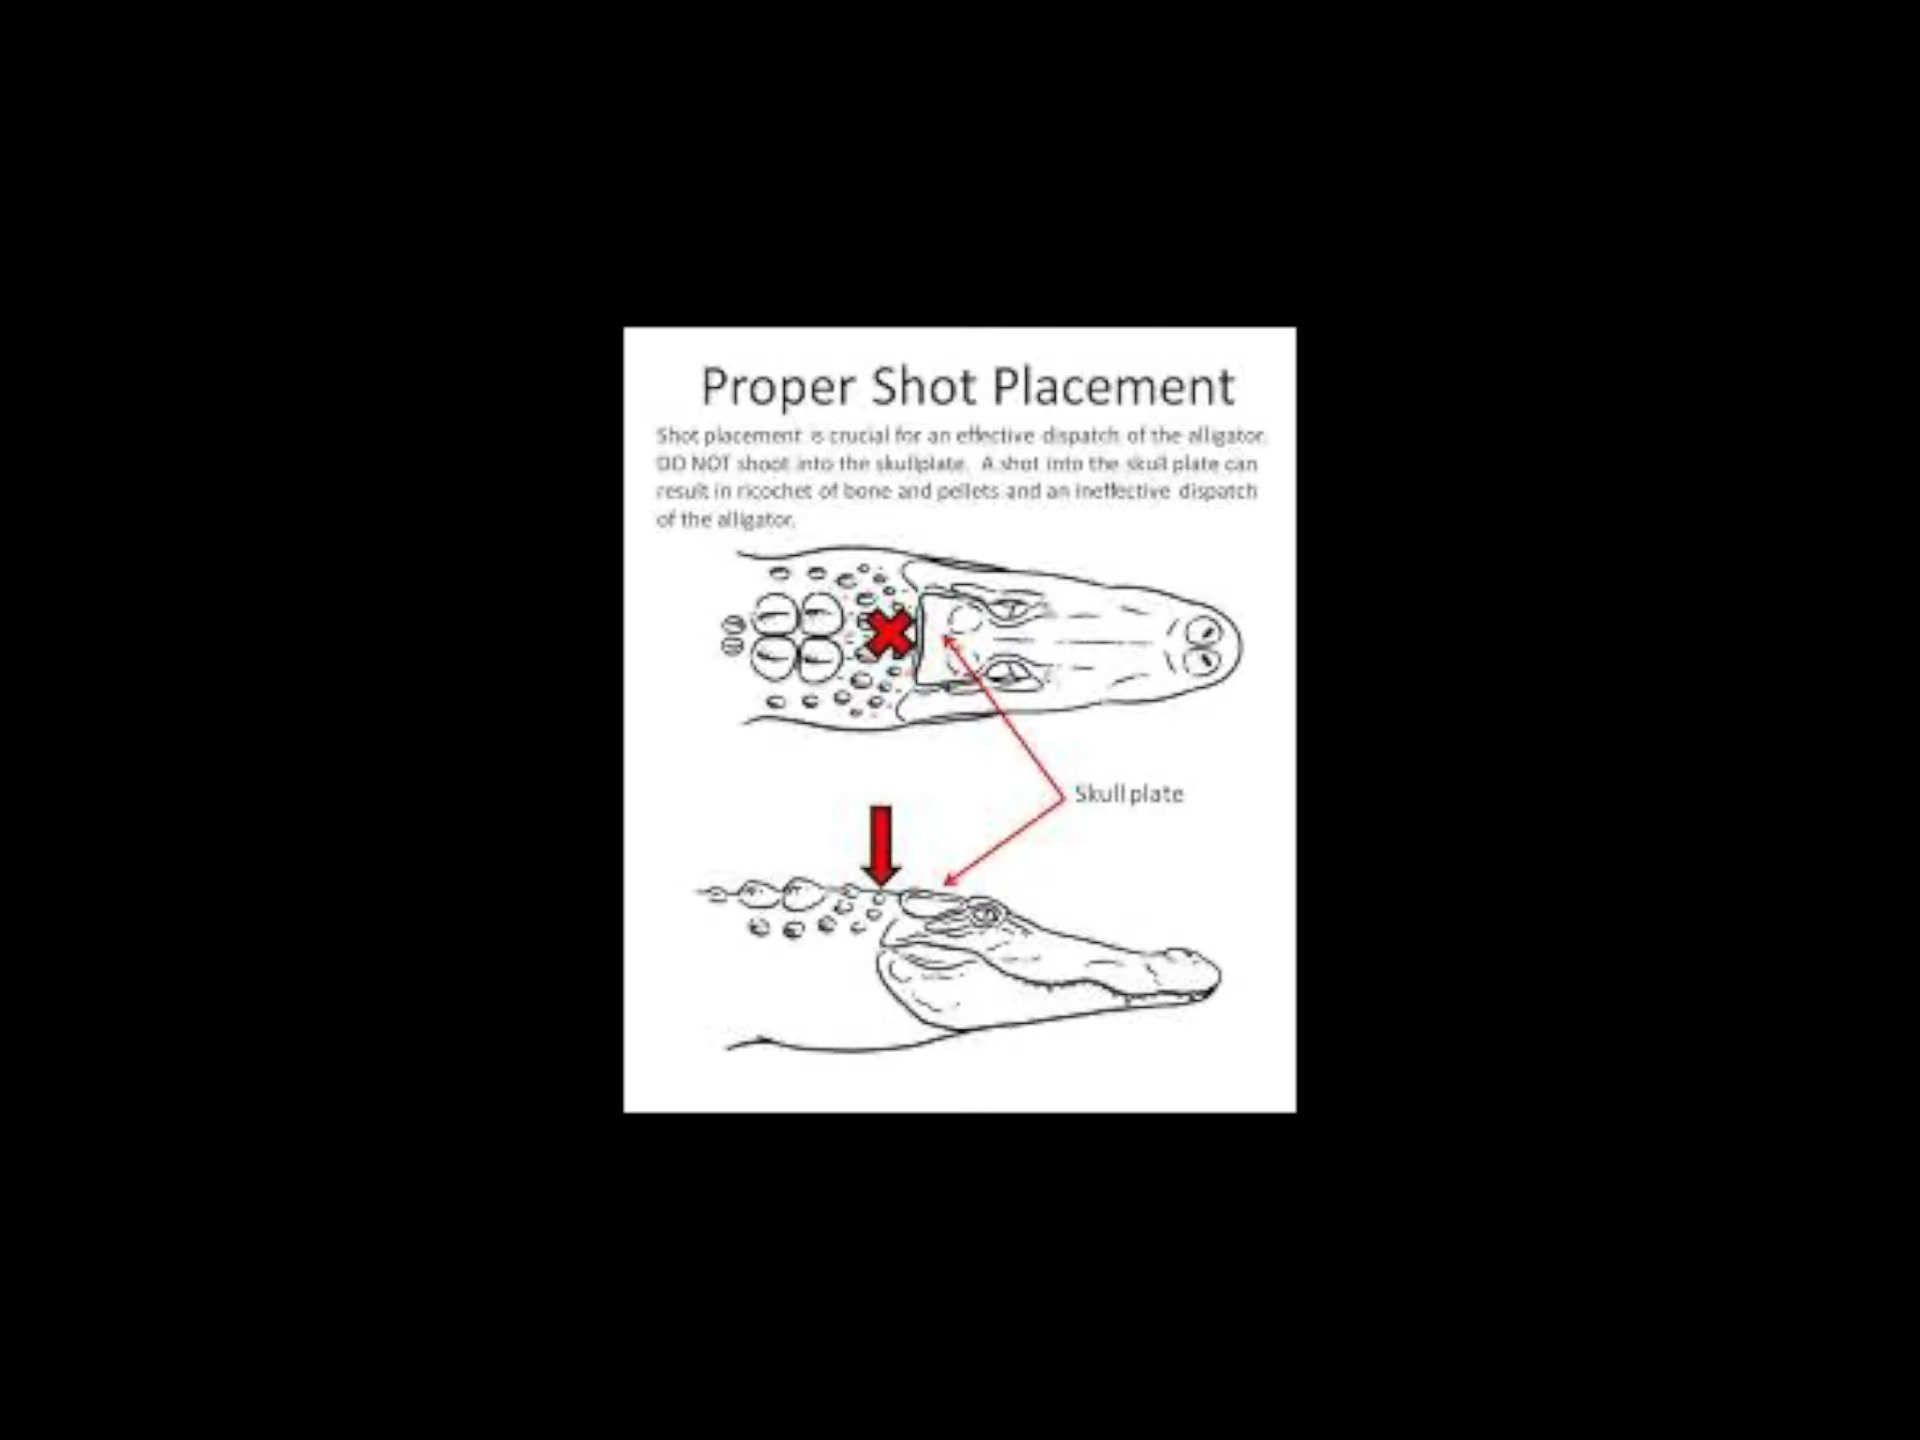 Proper Shot Placement
Shot placement is crucial for an effective dispatch of the alligator.
DO NOT shoot into the skullplate. A shot into the skull plate can
result in ricochet of bone and pellets and an ineffective dispatch
of the alligator.
Skull plate